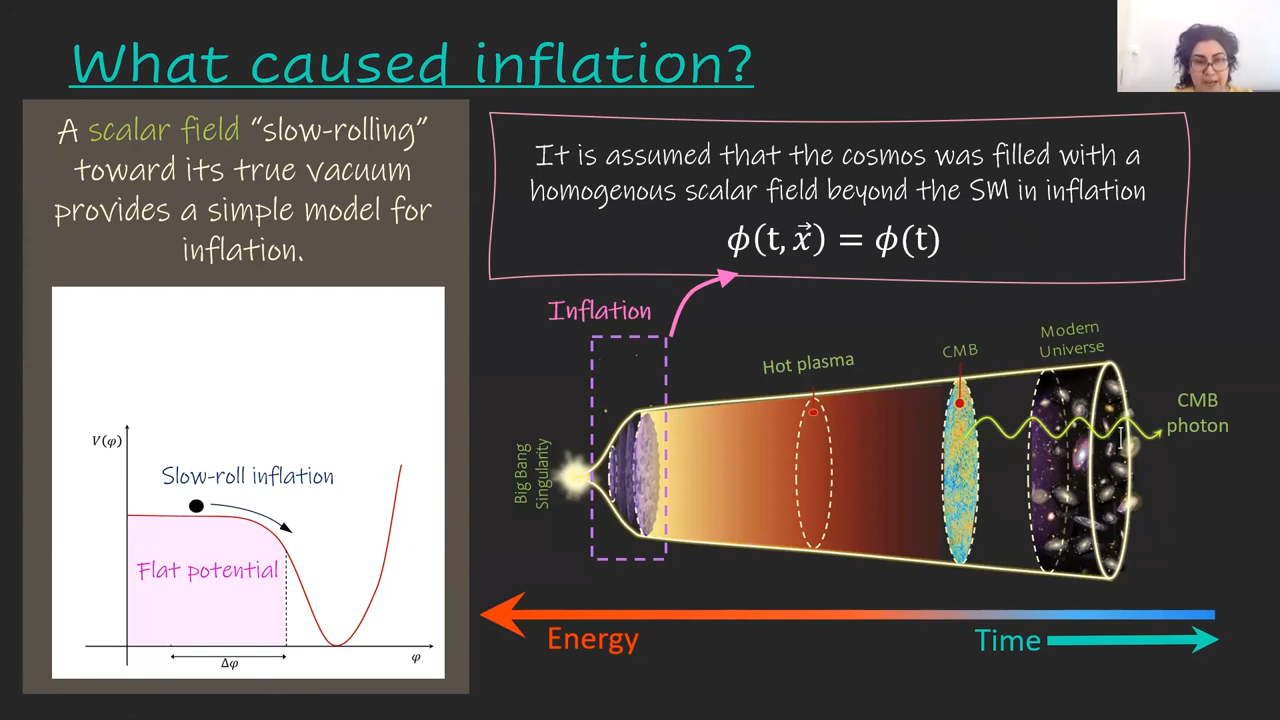 What caused inflation?
A scalar field “slow-rolling”
toward its true vacuum
provides a simple model for
inflation.
V(φ)
Slow-roll inflation
Flat potential
Δφ
φ
It is assumed that the cosmos was filled with a
homogenous scalar field beyond the SM in inflation
ϕ(t, x⃗) = ϕ(t)
Inflation
Big Bang
Singularity
Hot plasma
CMB
Modern
Universe
CMB
photon
Energy
Time